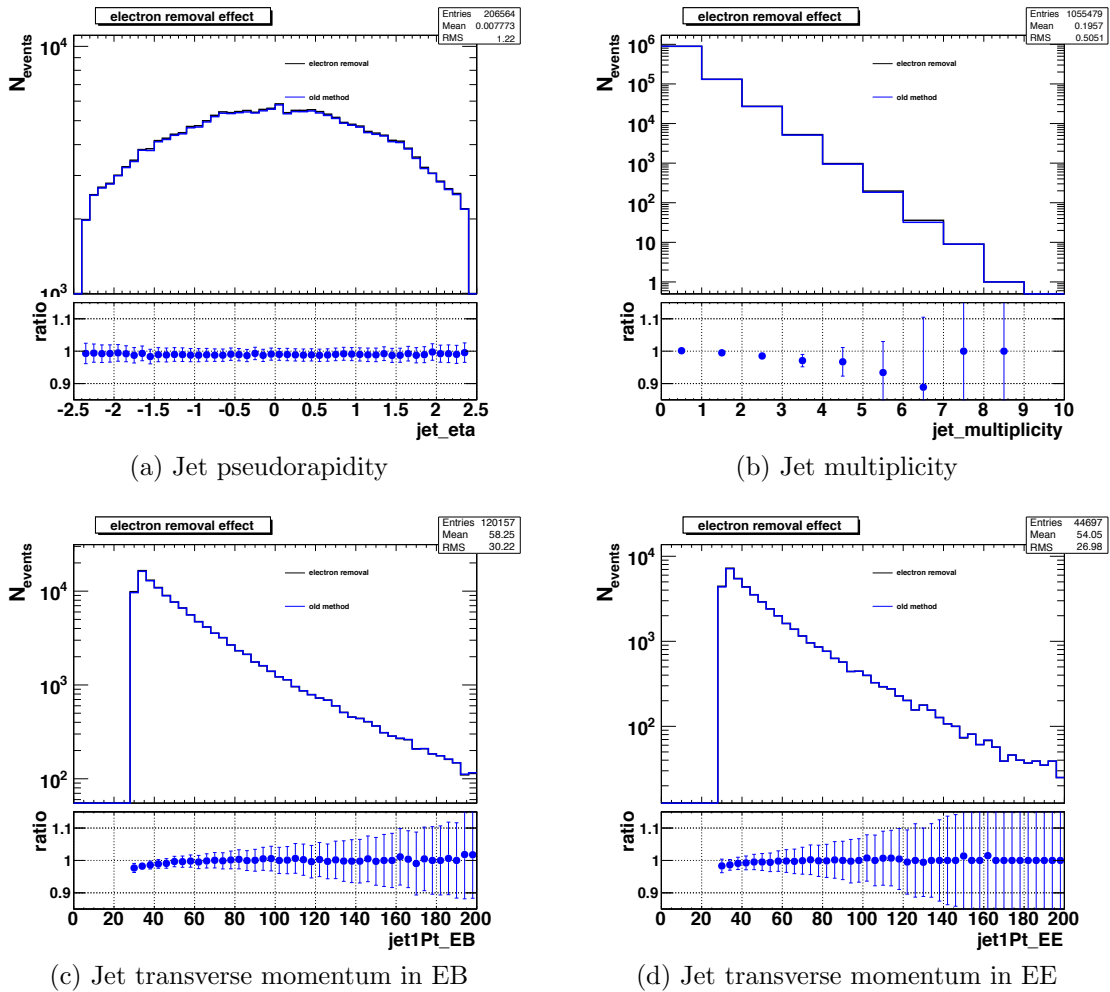 electron removal effect
Entries 206564
Mean 0.007773
RMS 1.22
N_events
10^4
10^3
electron removal
old method
ratio
1.1
1
0.9
-2.5 -2 -1.5 -1 -0.5 0 0.5 1 1.5 2 2.5
jet_eta
(a) Jet pseudorapidity
electron removal effect
Entries 1055479
Mean 0.1957
RMS 0.5051
N_events
10^6
10^5
10^4
10^3
10^2
10
1
electron removal
old method
ratio
1.1
1
0.9
0 1 2 3 4 5 6 7 8 9 10
jet_multiplicity
(b) Jet multiplicity
electron removal effect
Entries 120157
Mean 58.25
RMS 30.22
N_events
10^4
10^3
10^2
electron removal
old method
ratio
1.1
1
0.9
0 20 40 60 80 100 120 140 160 180 200
jet1Pt_EB
(c) Jet transverse momentum in EB
electron removal effect
Entries 44697
Mean 54.05
RMS 26.98
N_events
10^4
10^3
10^2
electron removal
old method
ratio
1.1
1
0.9
0 20 40 60 80 100 120 140 160 180 200
jet1Pt_EE
(d) Jet transverse momentum in EE